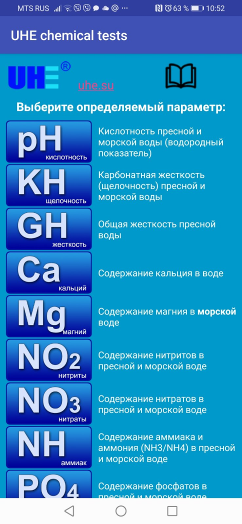 MTS RUS 63 % 10:52
UHE chemical tests
UHE® uhe.su
Выберите определяемый параметр:
pH
кислотность
Кислотность пресной и
морской воды (водородный
показатель)
KH
щелочность
Карбонатная жесткость
(щелочность) пресной и
морской воды
GH
жесткость
Общая жесткость пресной
воды
Ca
кальций
Содержание кальция в воде
Mg
магний
Содержание магния в морской
воде
NO2
нитриты
Содержание нитритов в
пресной и морской воде
NO3
нитраты
Содержание нитратов в
пресной и морской воде
NH
аммиак
Содержание аммиака и
аммония (NH3/NH4) в пресной
и морской воде
PO4
Содержание фосфатов в
пресной и морской воде